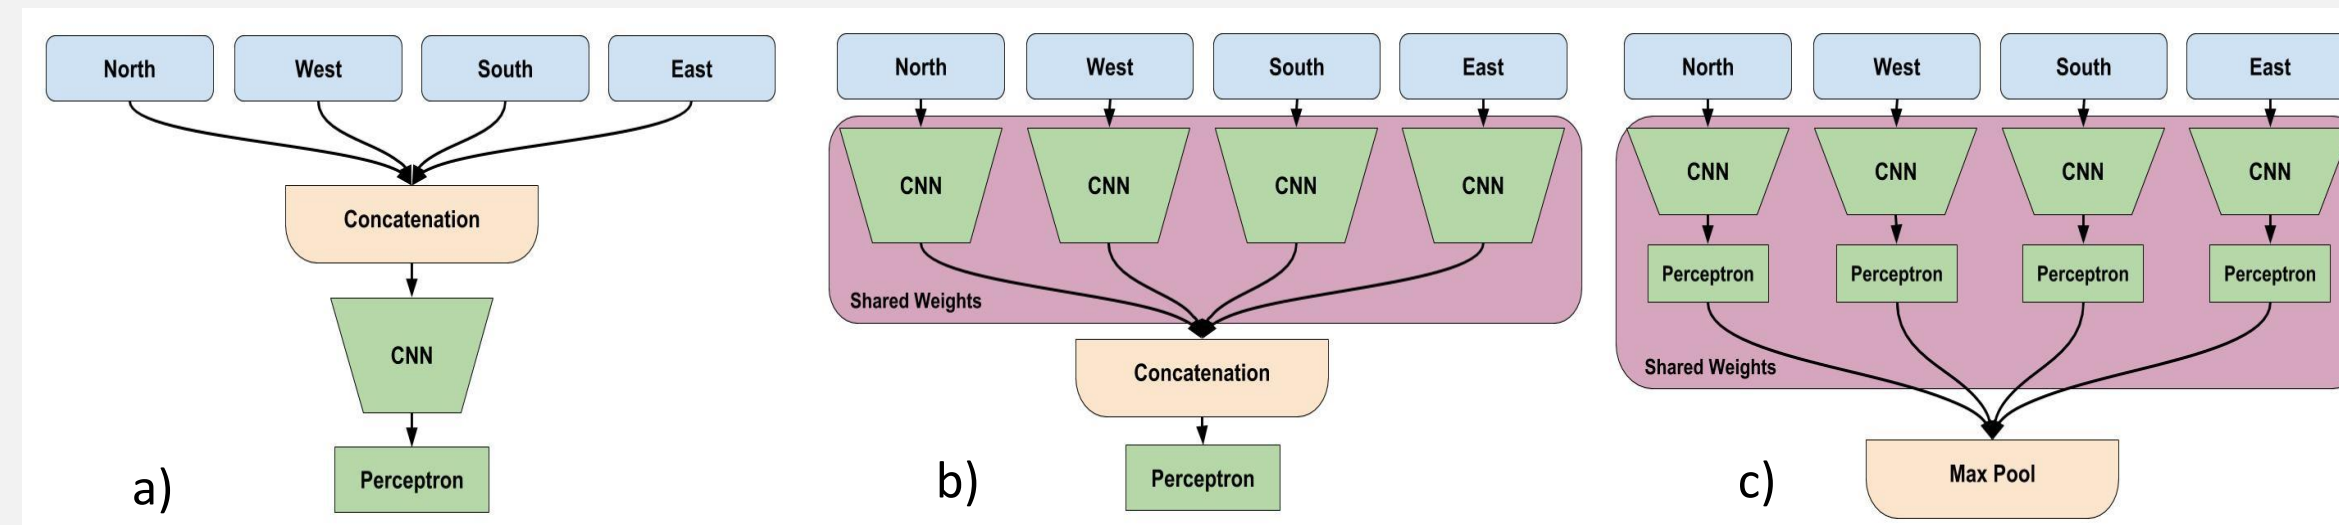 North West South East
Concatenation
CNN
Perceptron
a)
North West South East
CNN CNN CNN CNN
Shared Weights
Concatenation
Perceptron
b)
North West South East
CNN CNN CNN CNN
Perceptron Perceptron Perceptron Perceptron
Shared Weights
Max Pool
c)